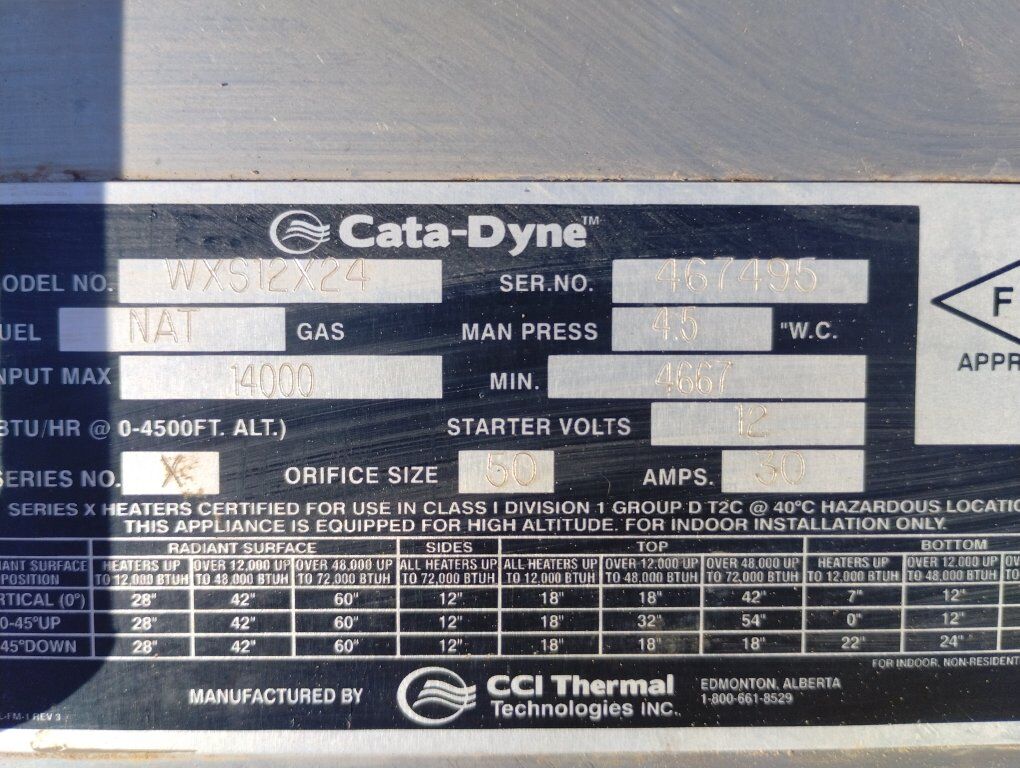 Cata-Dyne™
ODEL NO. WXS12X24 SER.NO. 467495
UEL NAT GAS MAN PRESS 4.5 "W.C.
NPUT MAX 14000 MIN. 4667
BTU/HR @ 0-4500FT. ALT.) STARTER VOLTS 12
SERIES NO. X ORIFICE SIZE 50 AMPS. 30
F
APPR
SERIES X HEATERS CERTIFIED FOR USE IN CLASS I DIVISION 1 GROUP D T2C @ 40°C HAZARDOUS LOCATIO
THIS APPLIANCE IS EQUIPPED FOR HIGH ALTITUDE. FOR INDOOR INSTALLATION ONLY.
RADIANT SURFACE SIDES TOP BOTTOM
IANT SURFACE HEATERS UP OVER 12,000 UP OVER 48,000 UP ALL HEATERS UP ALL HEATERS UP OVER 12,000 UP OVER 48,000 UP HEATERS UP OVER 12,000 UP OV
POSITION TO 12,000 BTUH TO 48,000 BTUH TO 72,000 BTUH TO 72,000 BTUH TO 12,000 BTUH TO 48,000 BTUH TO 72,000 BTUH TO 12,000 BTUH TO 48,000 BTUH TO
RTICAL (0°) 28" 42" 60" 12" 18" 18" 42" 7" 12"
0-45°UP 28" 42" 60" 12" 18" 32" 54" 0" 12"
45°DOWN 28" 42" 60" 12" 18" 18" 18" 22" 24"
FOR INDOOR, NON-RESIDENT
MANUFACTURED BY CCI Thermal Technologies INC. EDMONTON, ALBERTA
1-800-661-8529
L-FM-1 REV 3